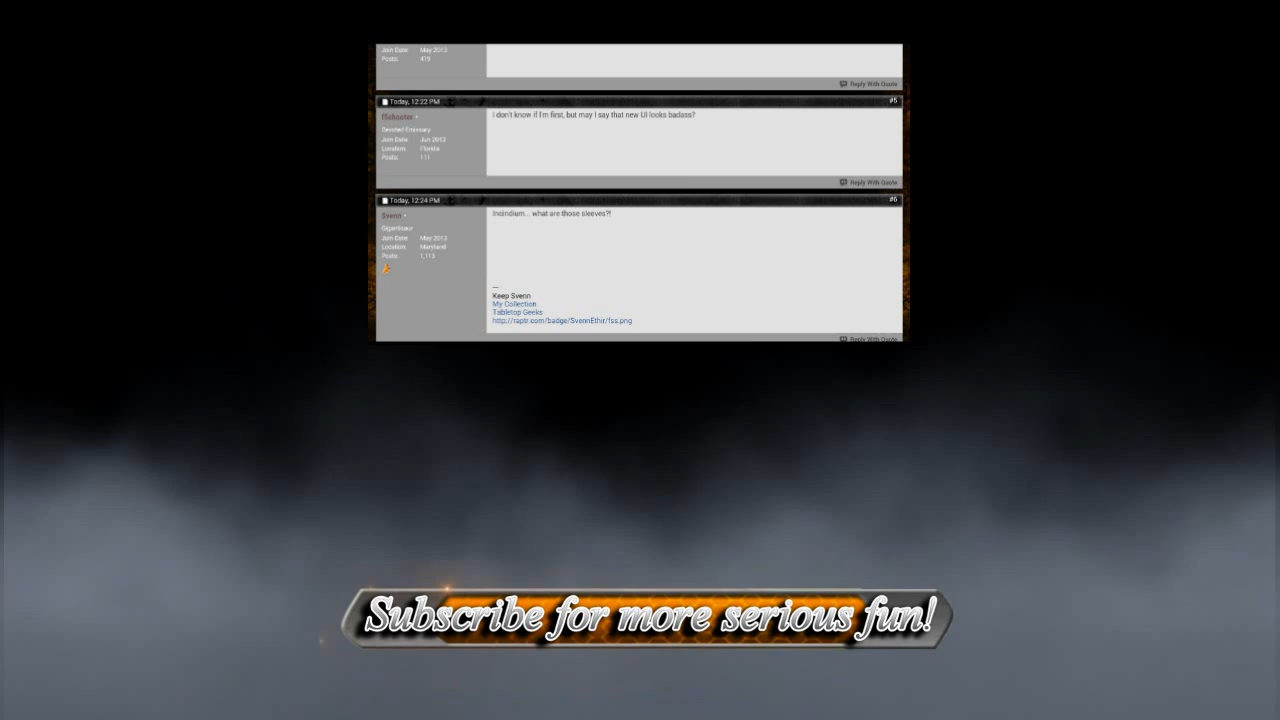 Join Date: May 2013
Posts: 419
Reply With Quote
Today, 12:22 PM #5
I don't know if I'm first, but may I say that new UI looks badass?
Devoted Emissary
Join Date: Jun 2013
Location: Florida
Posts: 111
Reply With Quote
Today, 12:24 PM #6
Svenn
Incindium... what are those sleeves?!
Gigantisaur
Join Date: May 2013
Location: Maryland
Posts: 1,113
---
Keep Svenn
My Collection
Tabletop Geeks
http://raptr.com/badge/SvennEthir/fss.png
Reply With Quote
Subscribe for more serious fun!